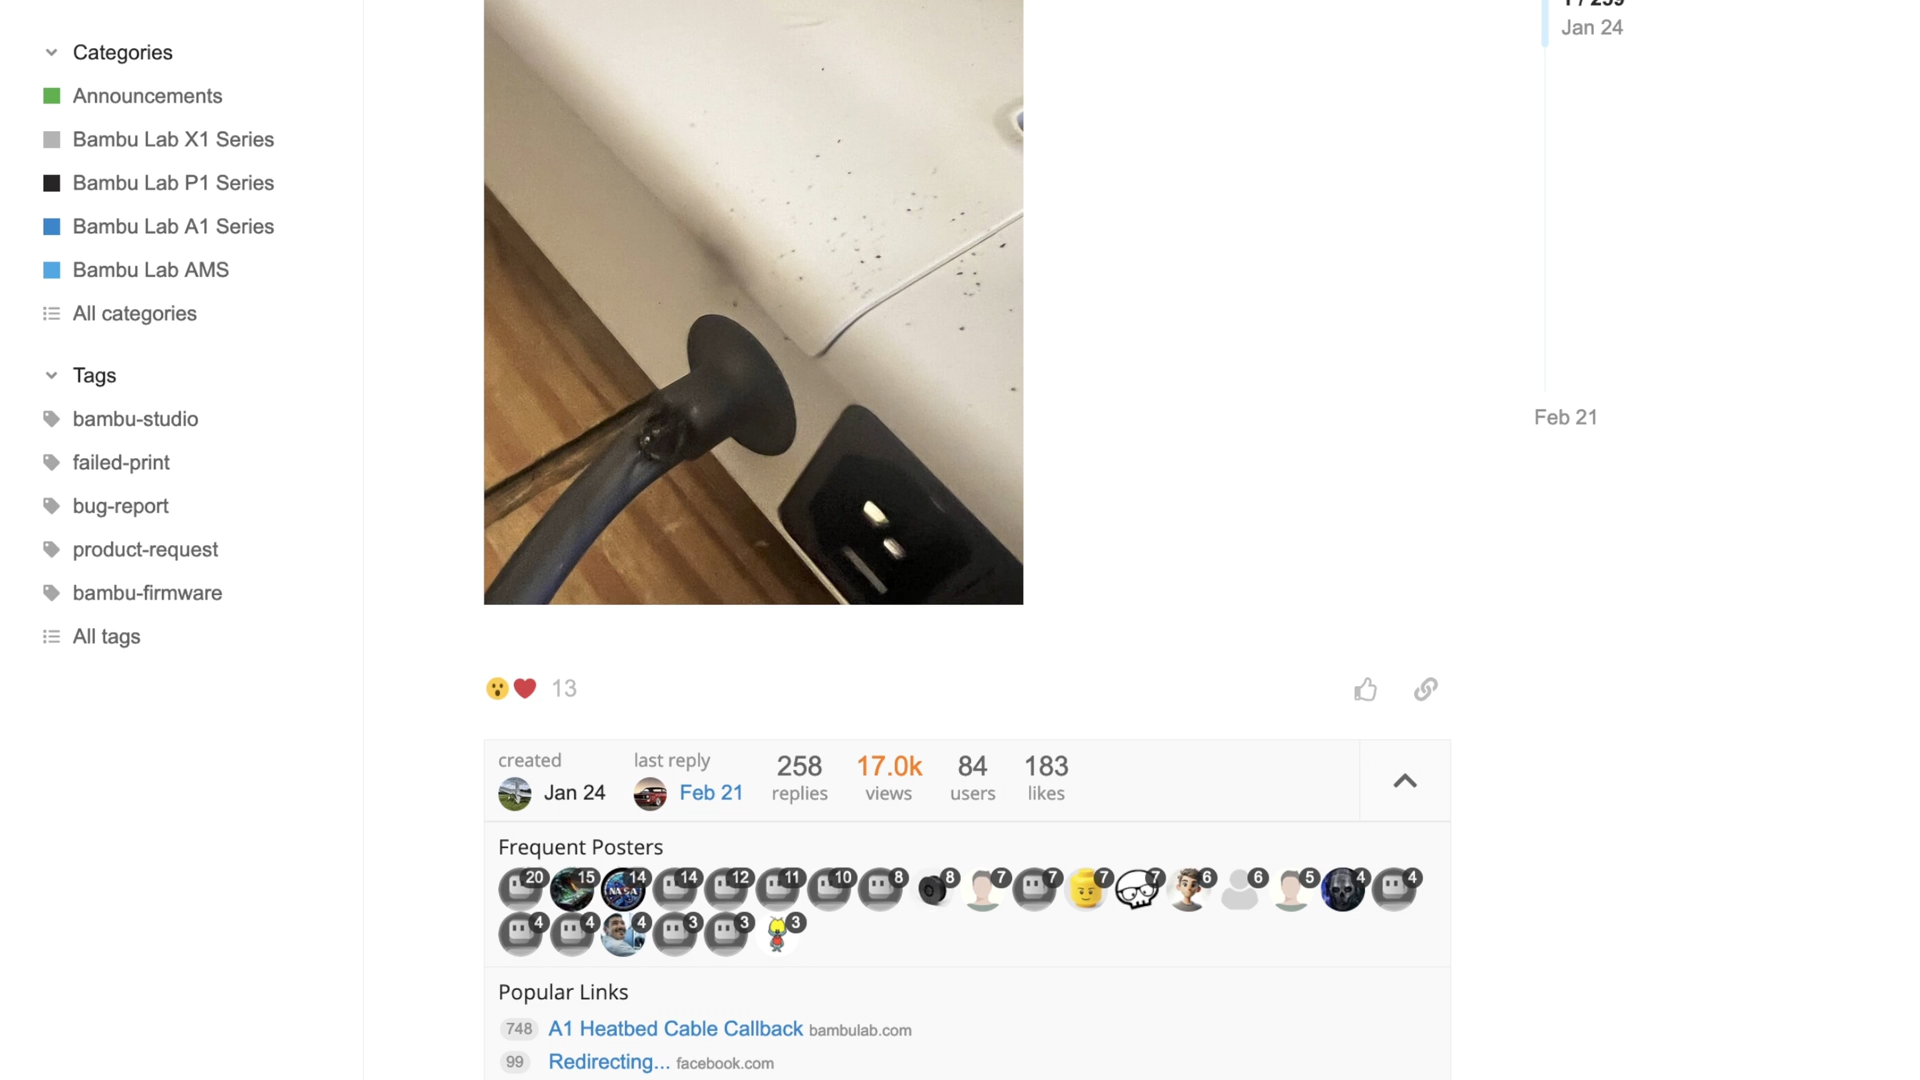 Categories
Announcements
Bambu Lab X1 Series
Bambu Lab P1 Series
Bambu Lab A1 Series
Bambu Lab AMS
All categories
Tags
bambu-studio
failed-print
bug-report
product-request
bambu-firmware
All tags
1 / 259
Jan 24
Feb 21
13
created
Jan 24
last reply
Feb 21
258
replies
17.0k
views
84
users
183
likes
Frequent Posters
20 15 14 14 12 11 10 8 8 7 7 7 7 6 6 5 4 4
NASA
4 4 4 3 3 3
Popular Links
748 A1 Heatbed Cable Callback bambulab.com
99 Redirecting... facebook.com